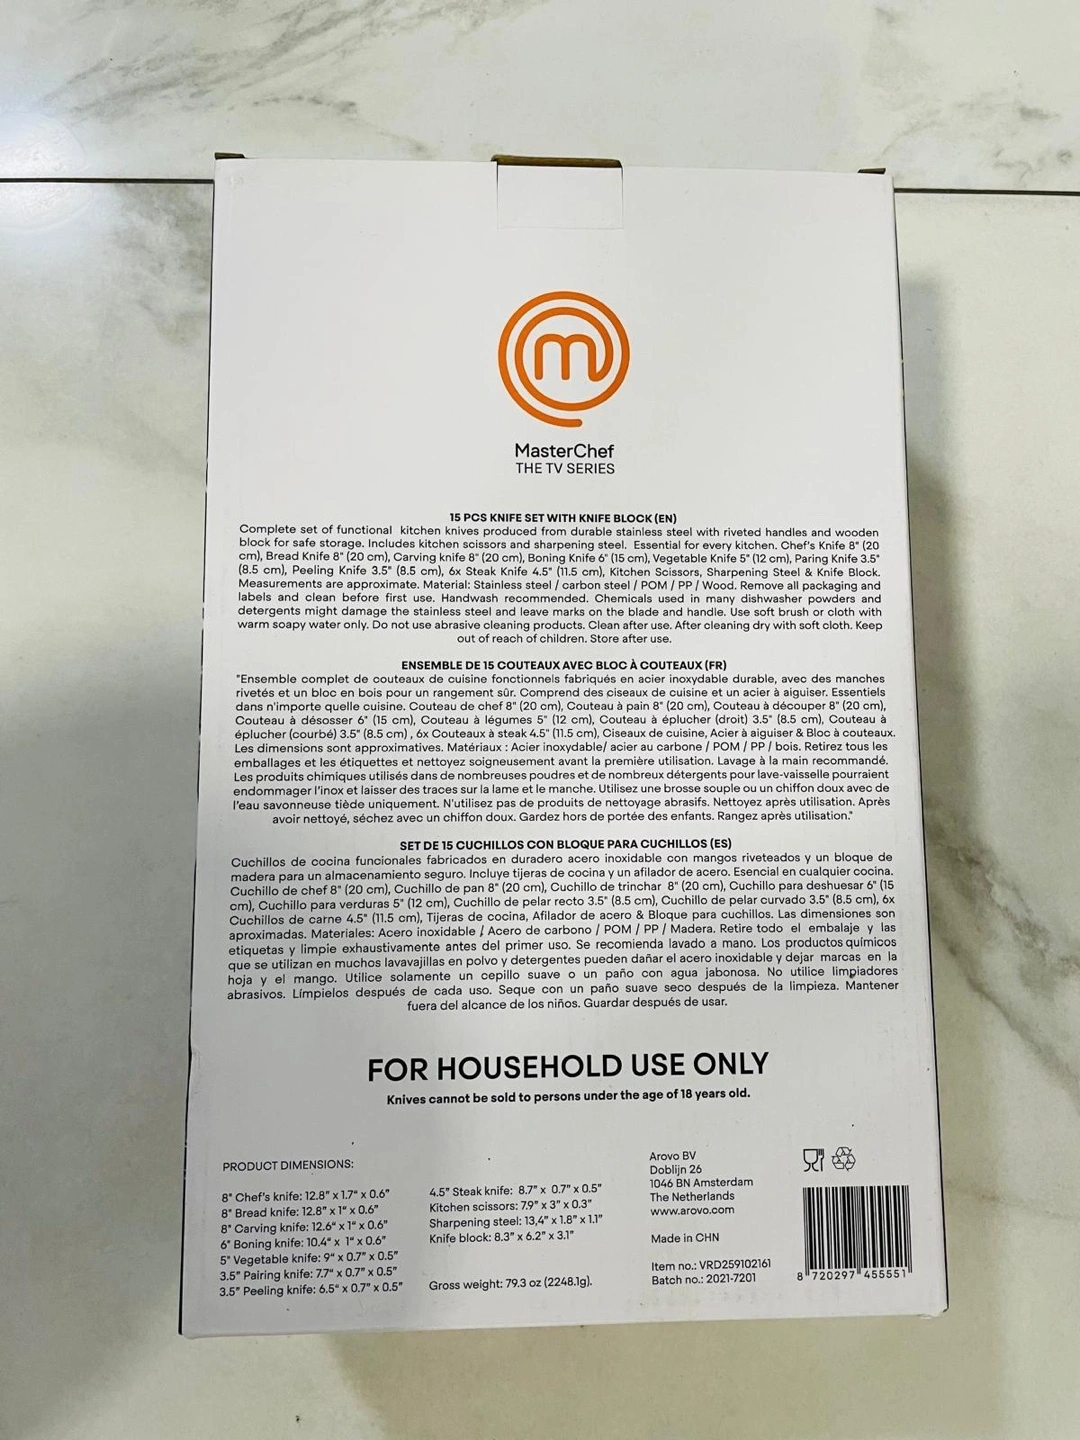 m
MasterChef
THE TV SERIES
15 PCS KNIFE SET WITH KNIFE BLOCK (EN)
Complete set of functional kitchen knives produced from durable stainless steel with riveted handles and wooden
block for safe storage. Includes kitchen scissors and sharpening steel. Essential for every kitchen. Chef's Knife 8" (20
cm), Bread Knife 8" (20 cm), Carving knife 8" (20 cm), Boning Knife 6" (15 cm), Vegetable Knife 5" (12 cm), Paring Knife 3.5"
(8.5 cm), Peeling Knife 3.5" (8.5 cm), 6x Steak Knife 4.5" (11.5 cm), Kitchen Scissors, Sharpening Steel & Knife Block.
Measurements are approximate. Material: Stainless steel / carbon steel / POM / PP / Wood. Remove all packaging and
labels and clean before first use. Handwash recommended. Chemicals used in many dishwasher powders and
detergents might damage the stainless steel and leave marks on the blade and handle. Use soft brush or cloth with
warm soapy water only. Do not use abrasive cleaning products. Clean after use. After cleaning dry with soft cloth. Keep
out of reach of children. Store after use.
ENSEMBLE DE 15 COUTEAUX AVEC BLOC À COUTEAUX (FR)
"Ensemble complet de couteaux de cuisine fonctionnels fabriqués en acier inoxydable durable, avec des manches
rivetés et un bloc en bois pour un rangement sûr. Comprend des ciseaux de cuisine et un acier à aiguiser. Essentiels
dans n'importe quelle cuisine. Couteau de chef 8" (20 cm), Couteau à pain 8" (20 cm), Couteau à découper 8" (20 cm),
Couteau à désosser 6" (15 cm), Couteau à légumes 5" (12 cm), Couteau à éplucher (droit) 3.5" (8.5 cm), Couteau à
éplucher (courbé) 3.5" (8.5 cm) , 6x Couteaux à steak 4.5" (11.5 cm), Ciseaux de cuisine, Acier à aiguiser & Bloc à couteaux.
Les dimensions sont approximatives. Matériaux : Acier inoxydable/ acier au carbone / POM / PP / bois. Retirez tous les
emballages et les étiquettes et nettoyez soigneusement avant la première utilisation. Lavage à la main recommandé.
Les produits chimiques utilisés dans de nombreuses poudres et de nombreux détergents pour lave-vaisselle pourraient
endommager l'inox et laisser des traces sur la lame et le manche. Utilisez une brosse souple ou un chiffon doux avec de
l'eau savonneuse tiède uniquement. N'utilisez pas de produits de nettoyage abrasifs. Nettoyez après utilisation. Après
avoir nettoyé, séchez avec un chiffon doux. Gardez hors de portée des enfants. Rangez après utilisation."
SET DE 15 CUCHILLOS CON BLOQUE PARA CUCHILLOS (ES)
Cuchillos de cocina funcionales fabricados en duradero acero inoxidable con mangos riveteados y un bloque de
madera para un almacenamiento seguro. Incluye tijeras de cocina y un afilador de acero. Esencial en cualquier cocina.
Cuchillo de chef 8" (20 cm), Cuchillo de pan 8" (20 cm), Cuchillo de trinchar 8" (20 cm), Cuchillo para deshuesar 6" (15
cm), Cuchillo para verduras 5" (12 cm), Cuchillo de pelar recto 3.5" (8.5 cm), Cuchillo de pelar curvado 3.5" (8.5 cm), 6x
Cuchillos de carne 4.5" (11.5 cm), Tijeras de cocina, Afilador de acero & Bloque para cuchillos. Las dimensiones son
aproximadas. Materiales: Acero inoxidable / Acero de carbono / POM / PP / Madera. Retire todo el embalaje y las
etiquetas y limpie exhaustivamente antes del primer uso. Se recomienda lavado a mano. Los productos químicos
que se utilizan en muchos lavavajillas en polvo y detergentes pueden dañar el acero inoxidable y dejar marcas en la
hoja y el mango. Utilice solamente un cepillo suave o un paño con agua jabonosa. No utilice limpiadores
abrasivos. Límpielos después de cada uso. Seque con un paño suave seco después de la limpieza. Mantener
fuera del alcance de los niños. Guardar después de usar.
FOR HOUSEHOLD USE ONLY
Knives cannot be sold to persons under the age of 18 years old.
PRODUCT DIMENSIONS:
8" Chef's knife: 12.8" x 1.7" x 0.6"
8" Bread knife: 12.8" x 1" x 0.6"
8" Carving knife: 12.6" x 1" x 0.6"
6" Boning knife: 10.4" x 1" x 0.6"
5" Vegetable knife: 9" x 0.7" x 0.5"
3.5" Pairing knife: 7.7" x 0.7" x 0.5"
3.5" Peeling knife: 6.5" x 0.7" x 0.5"
4.5" Steak knife: 8.7" x 0.7" x 0.5"
Kitchen scissors: 7.9" x 3" x 0.3"
Sharpening steel: 13,4" x 1.8" x 1.1"
Knife block: 8.3" x 6.2" x 3.1"
Gross weight: 79.3 oz (2248.1g).
Arovo BV
Doblijn 26
1046 BN Amsterdam
The Netherlands
www.arovo.com
Made in CHN
Item no.: VRD259102161
Batch no.: 2021-7201
8 720297 455551